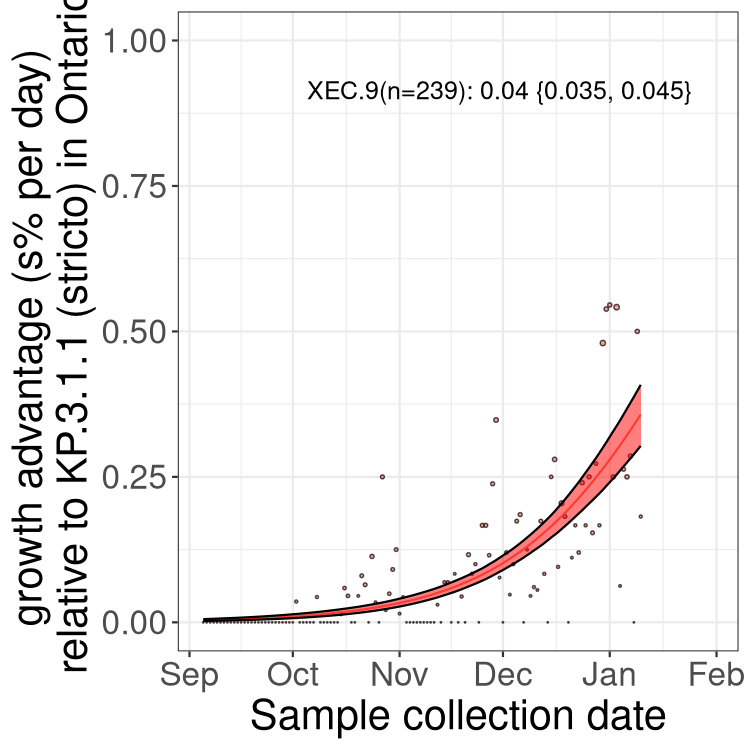 growth advantage (s% per day)
relative to KP.3.1.1 (stricto) in Ontario
1.00
0.75
0.50
0.25
0.00
XEC.9(n=239): 0.04 {0.035, 0.045}
Sep Oct Nov Dec Jan Feb
Sample collection date